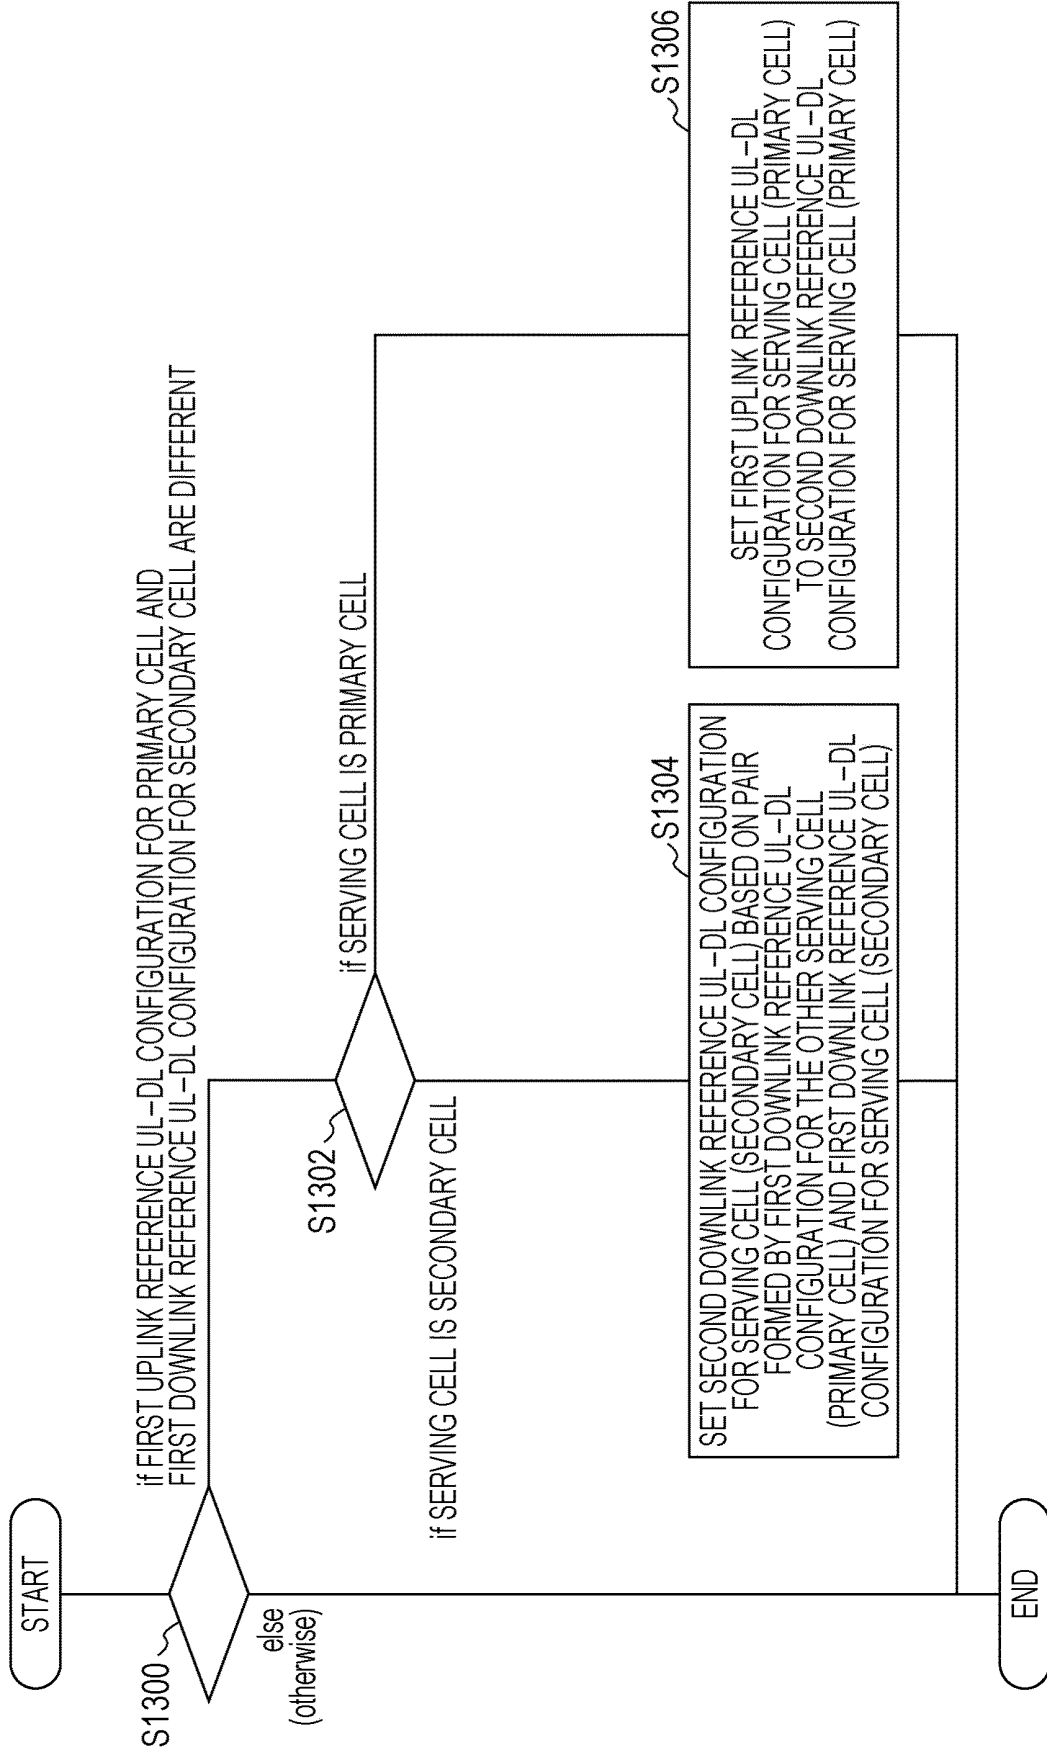 START
S1300
if FIRST UPLINK REFERENCE UL-DL CONFIGURATION FOR PRIMARY CELL AND
FIRST DOWNLINK REFERENCE UL-DL CONFIGURATION FOR SECONDARY CELL ARE DIFFERENT
else
(otherwise)
S1302
if SERVING CELL IS PRIMARY CELL
if SERVING CELL IS SECONDARY CELL
S1304
SET SECOND DOWNLINK REFERENCE UL-DL CONFIGURATION
FOR SERVING CELL (SECONDARY CELL) BASED ON PAIR
FORMED BY FIRST DOWNLINK REFERENCE UL-DL
CONFIGURATION FOR THE OTHER SERVING CELL
(PRIMARY CELL) AND FIRST DOWNLINK REFERENCE UL-DL
CONFIGURATION FOR SERVING CELL (SECONDARY CELL)
S1306
SET FIRST UPLINK REFERENCE UL-DL
CONFIGURATION FOR SERVING CELL (PRIMARY CELL)
TO SECOND DOWNLINK REFERENCE UL-DL
CONFIGURATION FOR SERVING CELL (PRIMARY CELL)
END